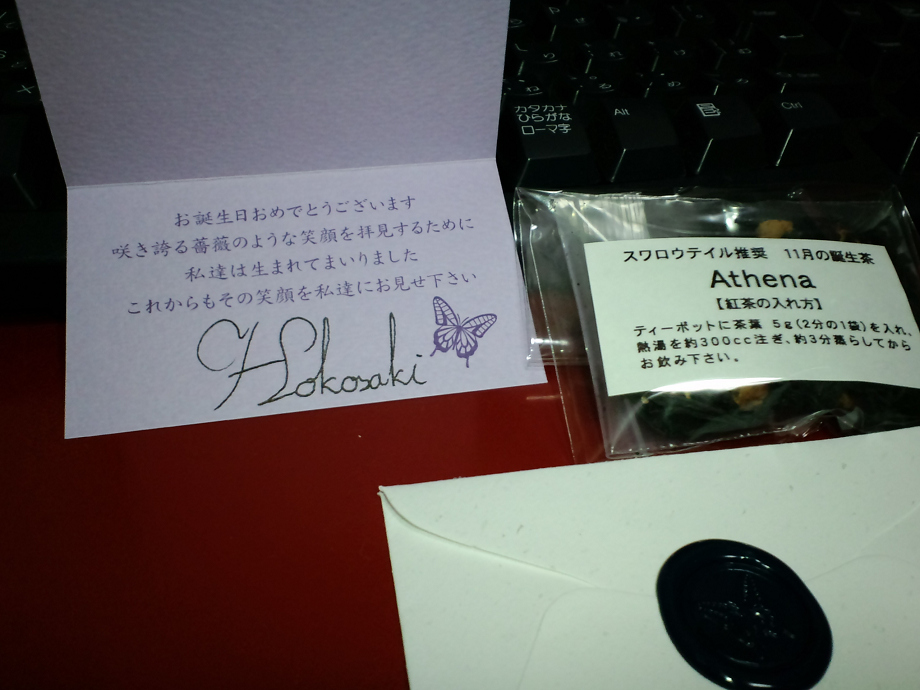 お誕生日おめでとうございます
咲き誇る薔薇のような笑顔を拝見するために
私達は生まれてまいりました
これからもその笑顔を私達にお見せ下さい
Hokosaki
カタカナ
ひらがな
ローマ字
Alt
Ctrl
スワロウテイル推奨 11月の誕生茶
Athena
【紅茶の入れ方】
ティーポットに茶葉 5g(2分の1袋)を入れ、
熱湯を約300cc注ぎ、約3分蒸らしてから
お飲み下さい。